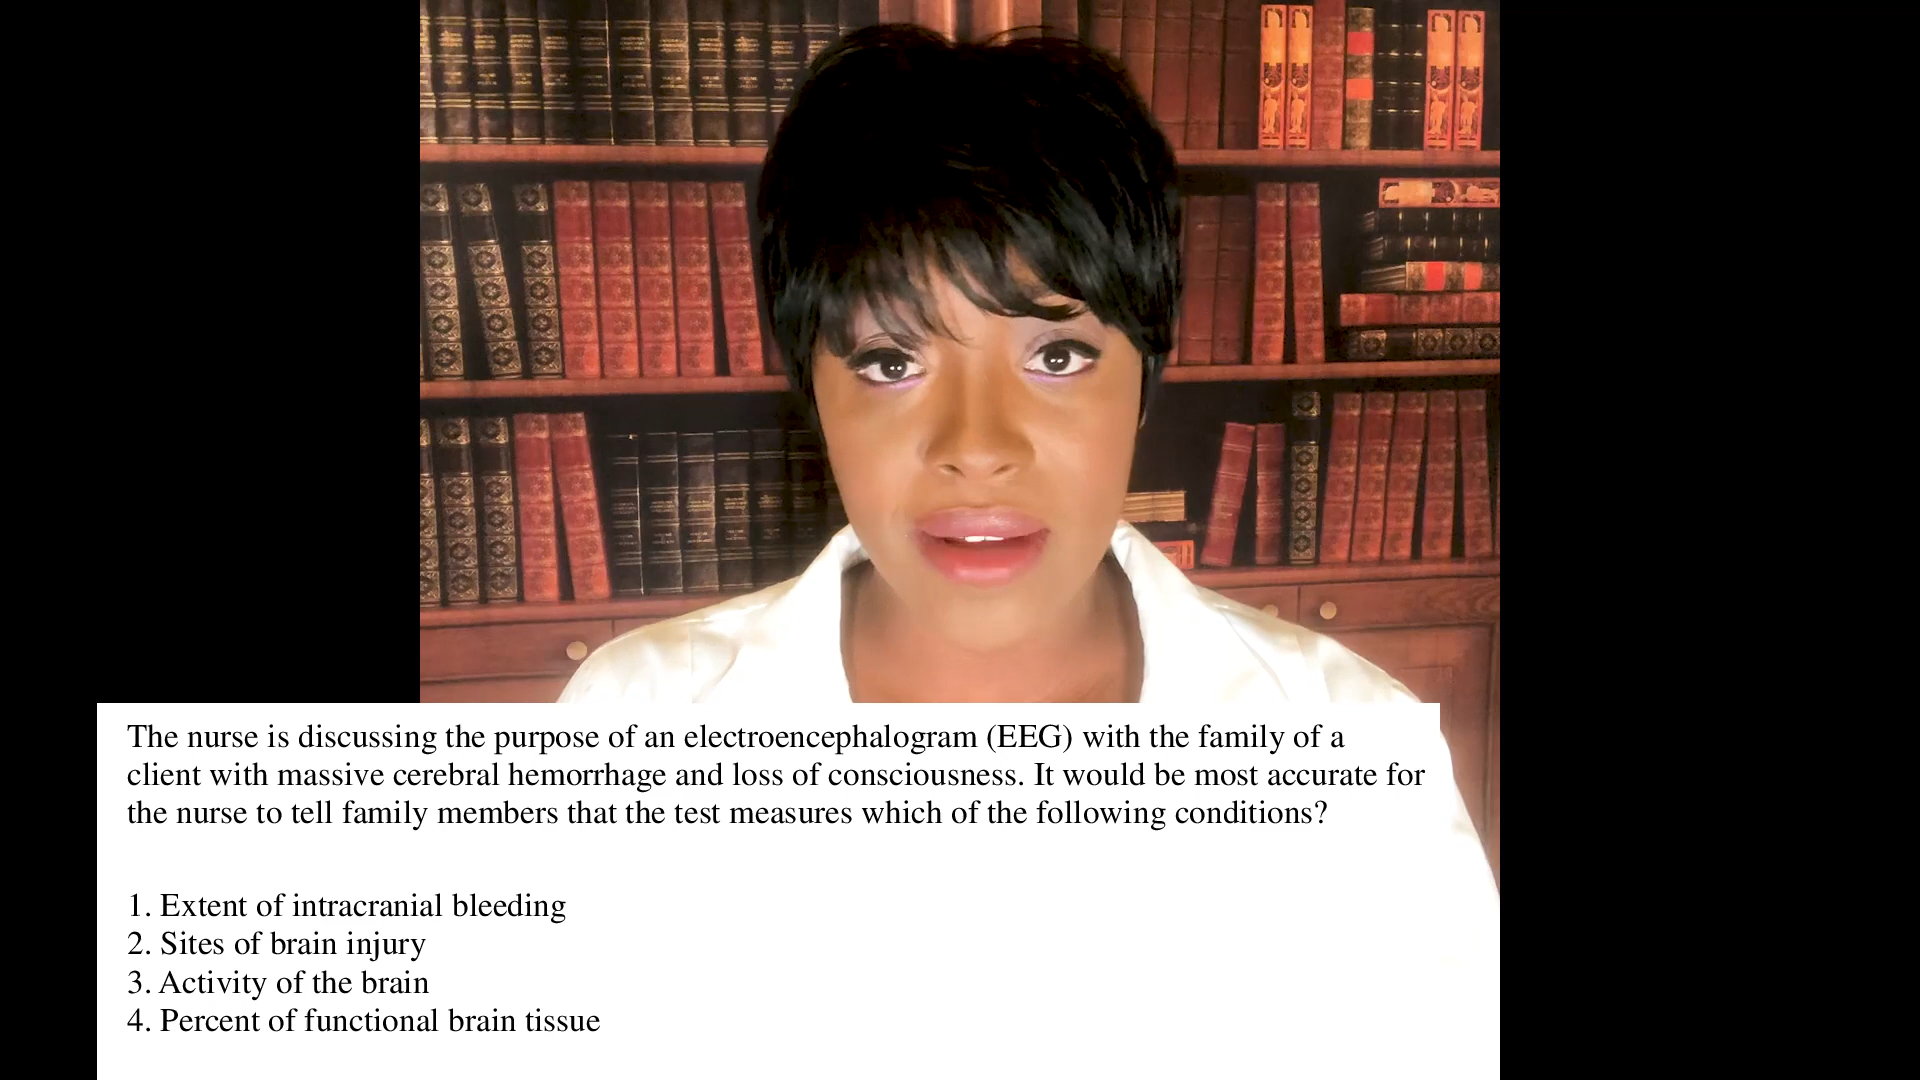 The nurse is discussing the purpose of an electroencephalogram (EEG) with the family of a
client with massive cerebral hemorrhage and loss of consciousness. It would be most accurate for
the nurse to tell family members that the test measures which of the following conditions?
1. Extent of intracranial bleeding
2. Sites of brain injury
3. Activity of the brain
4. Percent of functional brain tissue